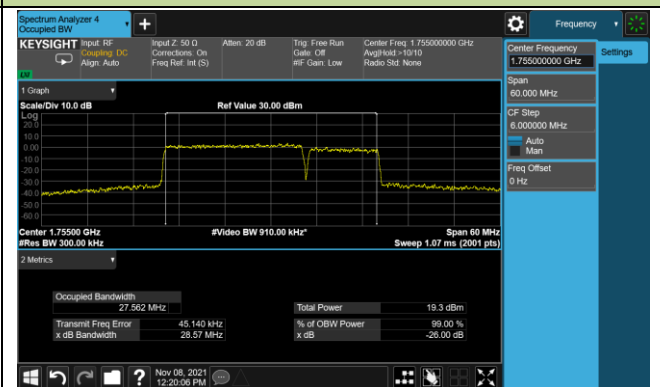 Spectrum Analyzer 4
Occupied BW
+
Frequency
KEYSIGHT
Input: RF
Coupling: DC
Align: Auto
Input Z: 50 Ω
Corrections: On
Freq Ref: Int (S)
Atten: 20 dB
Trig: Free Run
Gate: Off
#IF Gain: Low
Center Freq: 1.755000000 GHz
Avg|Hold:>10/10
Radio Std: None
Center Frequency
1.755000000 GHz
Settings
Span
60.000 MHz
CF Step
6.000000 MHz
Auto
Man
Freq Offset
0 Hz
1 Graph
Scale/Div 10.0 dB
Ref Value 30.00 dBm
Log
20.0
10.0
0.00
-10.0
-20.0
-30.0
-40.0
-50.0
-60.0
Center 1.75500 GHz
#Video BW 910.00 kHz*
Span 60 MHz
#Res BW 300.00 kHz
Sweep 1.07 ms (2001 pts)
2 Metrics
Occupied Bandwidth
27.562 MHz
Total Power
19.3 dBm
Transmit Freq Error
45.140 kHz
% of OBW Power
99.00 %
x dB Bandwidth
28.57 MHz
x dB
-26.00 dB
?
Nov 08, 2021
12:20:06 PM